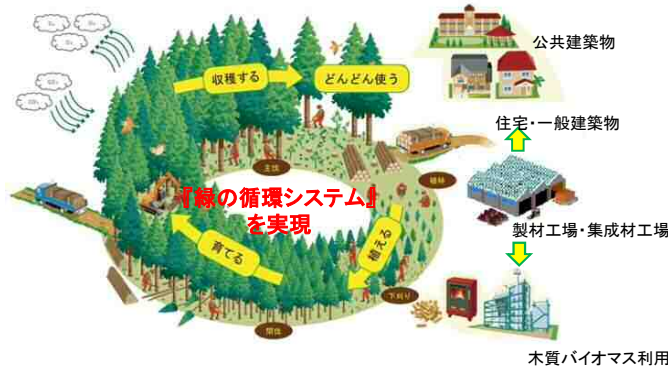 収穫する
どんどん使う
公共建築物
住宅・一般建築物
主伐
植林
『緑の循環システム』
を実現
製材工場・集成材工場
植える
育てる
下刈り
間伐
木質バイオマス利用